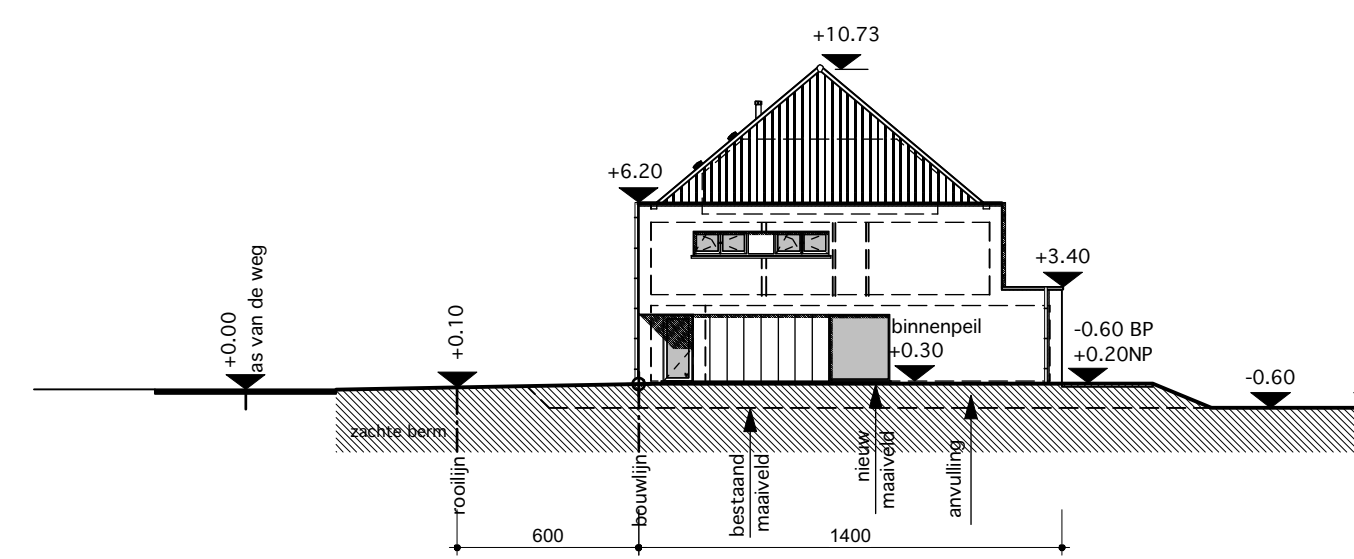 +10.73
+6.20
+3.40
+0.00
as van de weg
+0.10
binnenpeil
+0.30
-0.60 BP
+0.20NP
-0.60
zachte berm
rooilijn
bouwlijn
bestaand
maaiveld
nieuw
maaiveld
anvulling
600
1400